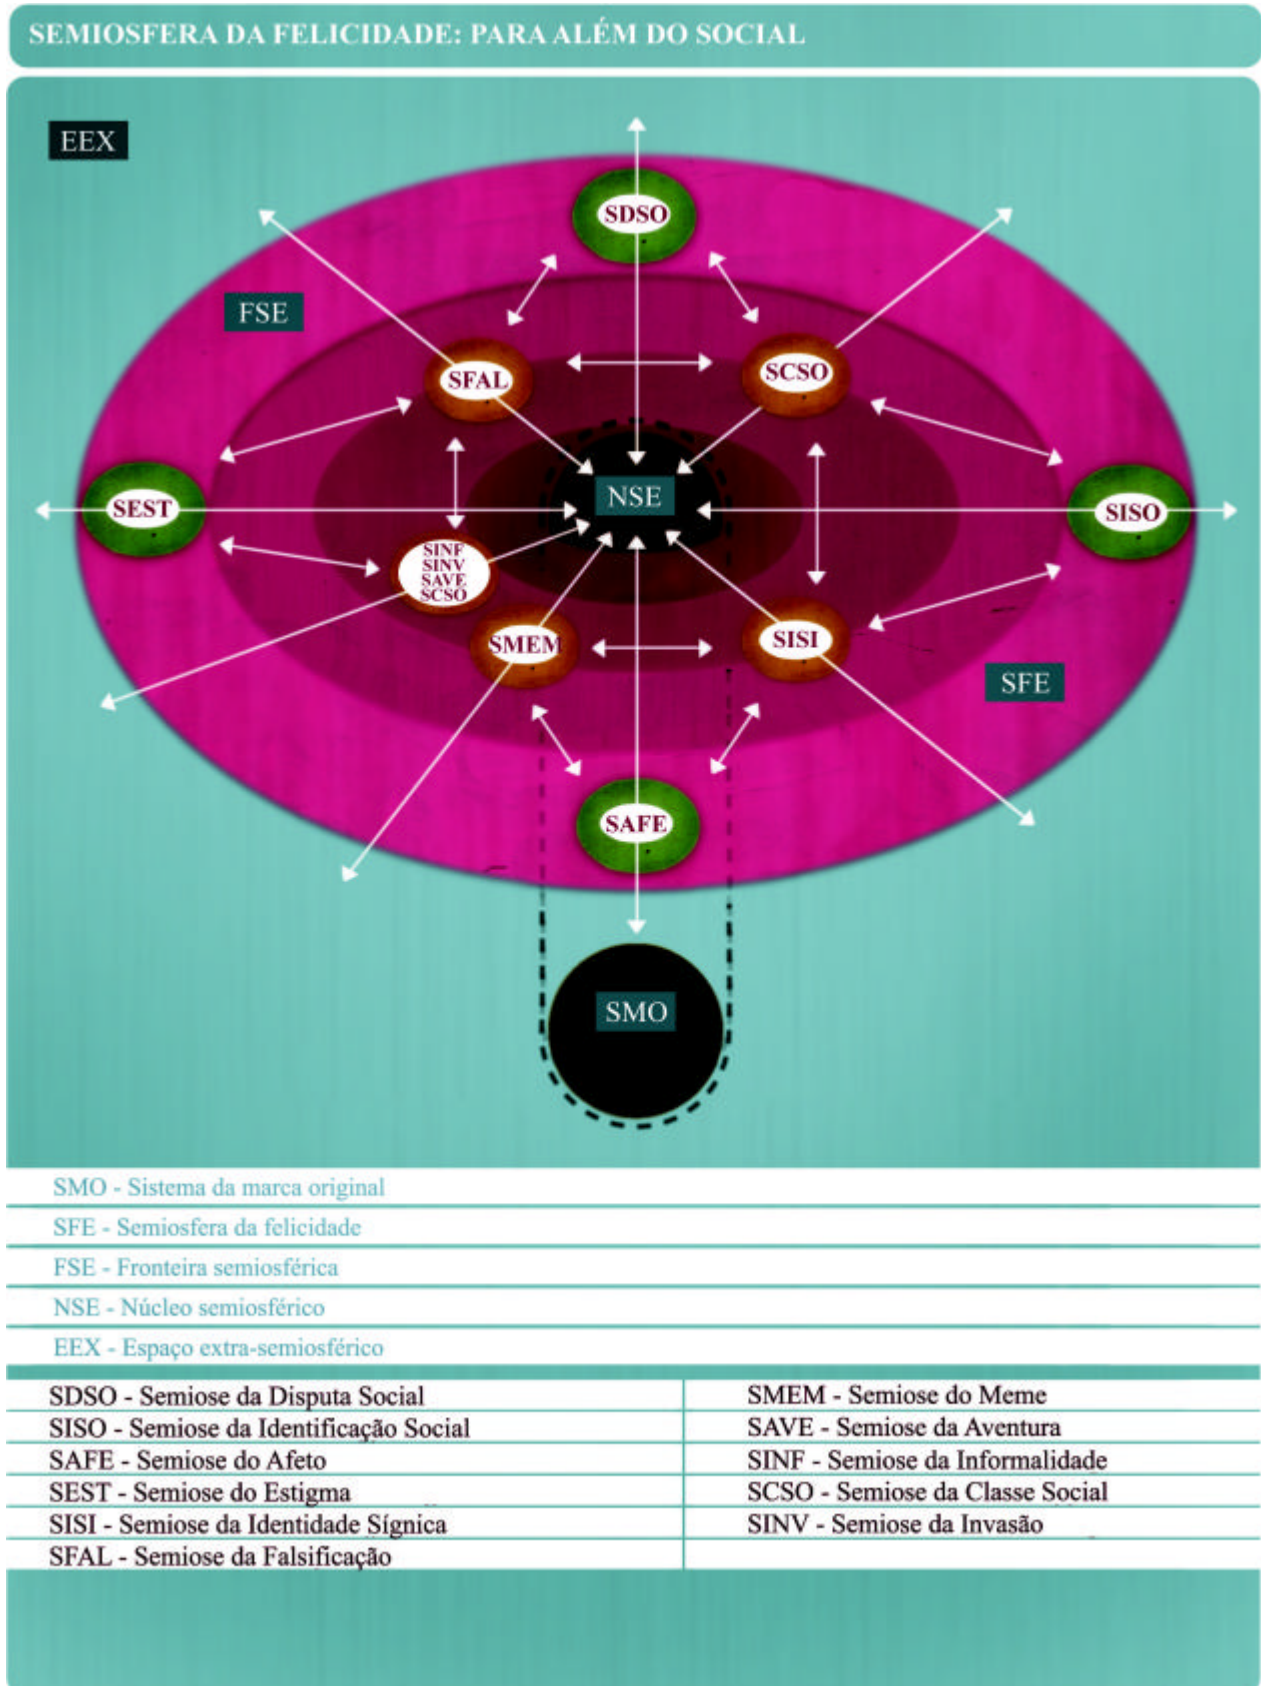 SEMIOSFERA DA FELICIDADE: PARA ALÉM DO SOCIAL
EEX
SDSO
FSE
SFAL
SCSO
NSE
SEST
SISO
SINF
SINV
SAVE
SCSO
SMEM
SISI
SFE
SAFE
SMO
SMO - Sistema da marca original
SFE - Semiosfera da felicidade
FSE - Fronteira semiosférica
NSE - Núcleo semiosférico
EEX - Espaço extra-semiosférico
SDSO - Semiose da Disputa Social
SISO - Semiose da Identificação Social
SAFE - Semiose do Afeto
SEST - Semiose do Estigma
SISI - Semiose da Identidade Sígnica
SFAL - Semiose da Falsificação
SMEM - Semiose do Meme
SAVE - Semiose da Aventura
SINF - Semiose da Informalidade
SCSO - Semiose da Classe Social
SINV - Semiose da Invasão